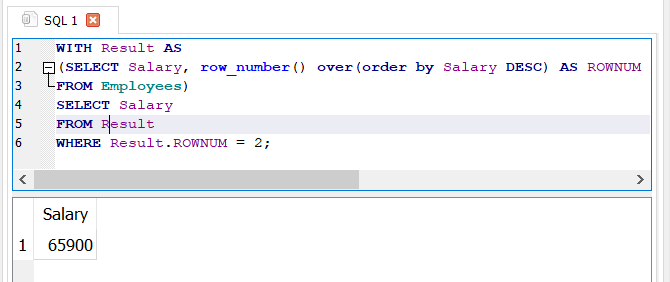 SQL 1
1 WITH Result AS
2 (SELECT Salary, row_number() over(order by Salary DESC) AS ROWNUM
3 FROM Employees)
4 SELECT Salary
5 FROM Result
6 WHERE Result.ROWNUM = 2;
Salary
1 65900